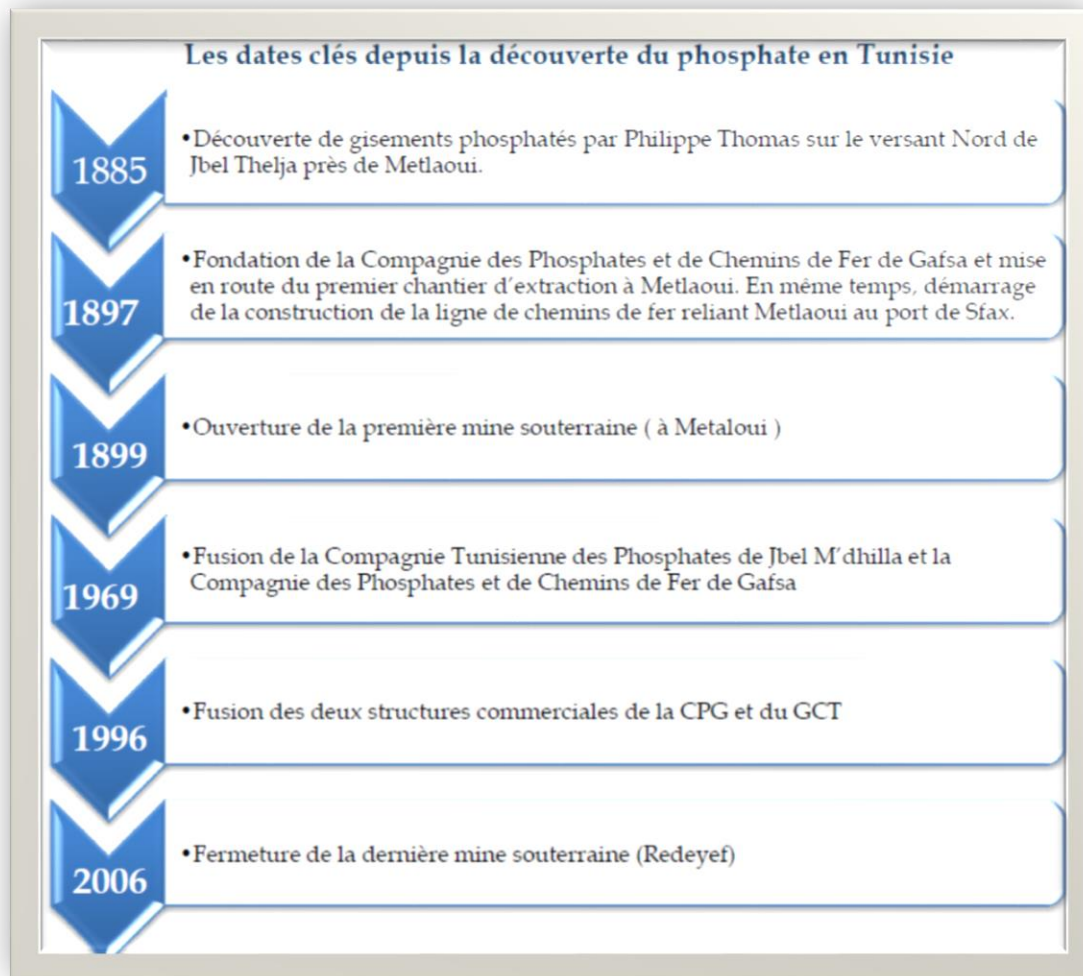 Les dates clés depuis la découverte du phosphate en Tunisie
1885
•Découverte de gisements phosphatés par Philippe Thomas sur le versant Nord de
Jbel Thelja près de Metlaoui.
1897
•Fondation de la Compagnie des Phosphates et de Chemins de Fer de Gafsa et mise
en route du premier chantier d'extraction à Metlaoui. En même temps, démarrage
de la construction de la ligne de chemins de fer reliant Metlaoui au port de Sfax.
1899
•Ouverture de la première mine souterraine ( à Metaloui )
1969
•Fusion de la Compagnie Tunisienne des Phosphates de Jbel M'dhilla et la
Compagnie des Phosphates et de Chemins de Fer de Gafsa
1996
•Fusion des deux structures commerciales de la CPG et du GCT
2006
•Fermeture de la dernière mine souterraine (Redeyef)